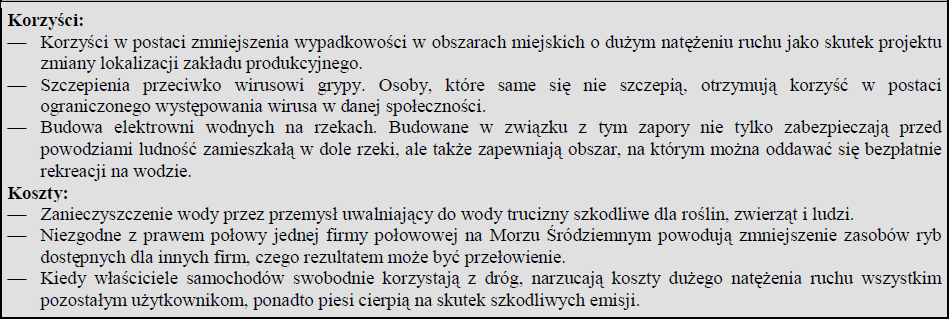 Korzyści:
— Korzyści w postaci zmniejszenia wypadkowości w obszarach miejskich o dużym natężeniu ruchu jako skutek projektu
zmiany lokalizacji zakładu produkcyjnego.
— Szczepienia przeciwko wirusowi grypy. Osoby, które same się nie szczepią, otrzymują korzyść w postaci
ograniczonego występowania wirusa w danej społeczności.
— Budowa elektrowni wodnych na rzekach. Budowane w związku z tym zapory nie tylko zabezpieczają przed
powodziami ludność zamieszkałą w dole rzeki, ale także zapewniają obszar, na którym można oddawać się bezpłatnie
rekreacji na wodzie.
Koszty:
— Zanieczyszczenie wody przez przemysł uwalniający do wody trucizny szkodliwe dla roślin, zwierząt i ludzi.
— Niezgodne z prawem połowy jednej firmy połowowej na Morzu Śródziemnym powodują zmniejszenie zasobów ryb
dostępnych dla innych firm, czego rezultatem może być przełowienie.
— Kiedy właściciele samochodów swobodnie korzystają z dróg, narzucają koszty dużego natężenia ruchu wszystkim
pozostałym użytkownikom, ponadto piesi cierpią na skutek szkodliwych emisji.